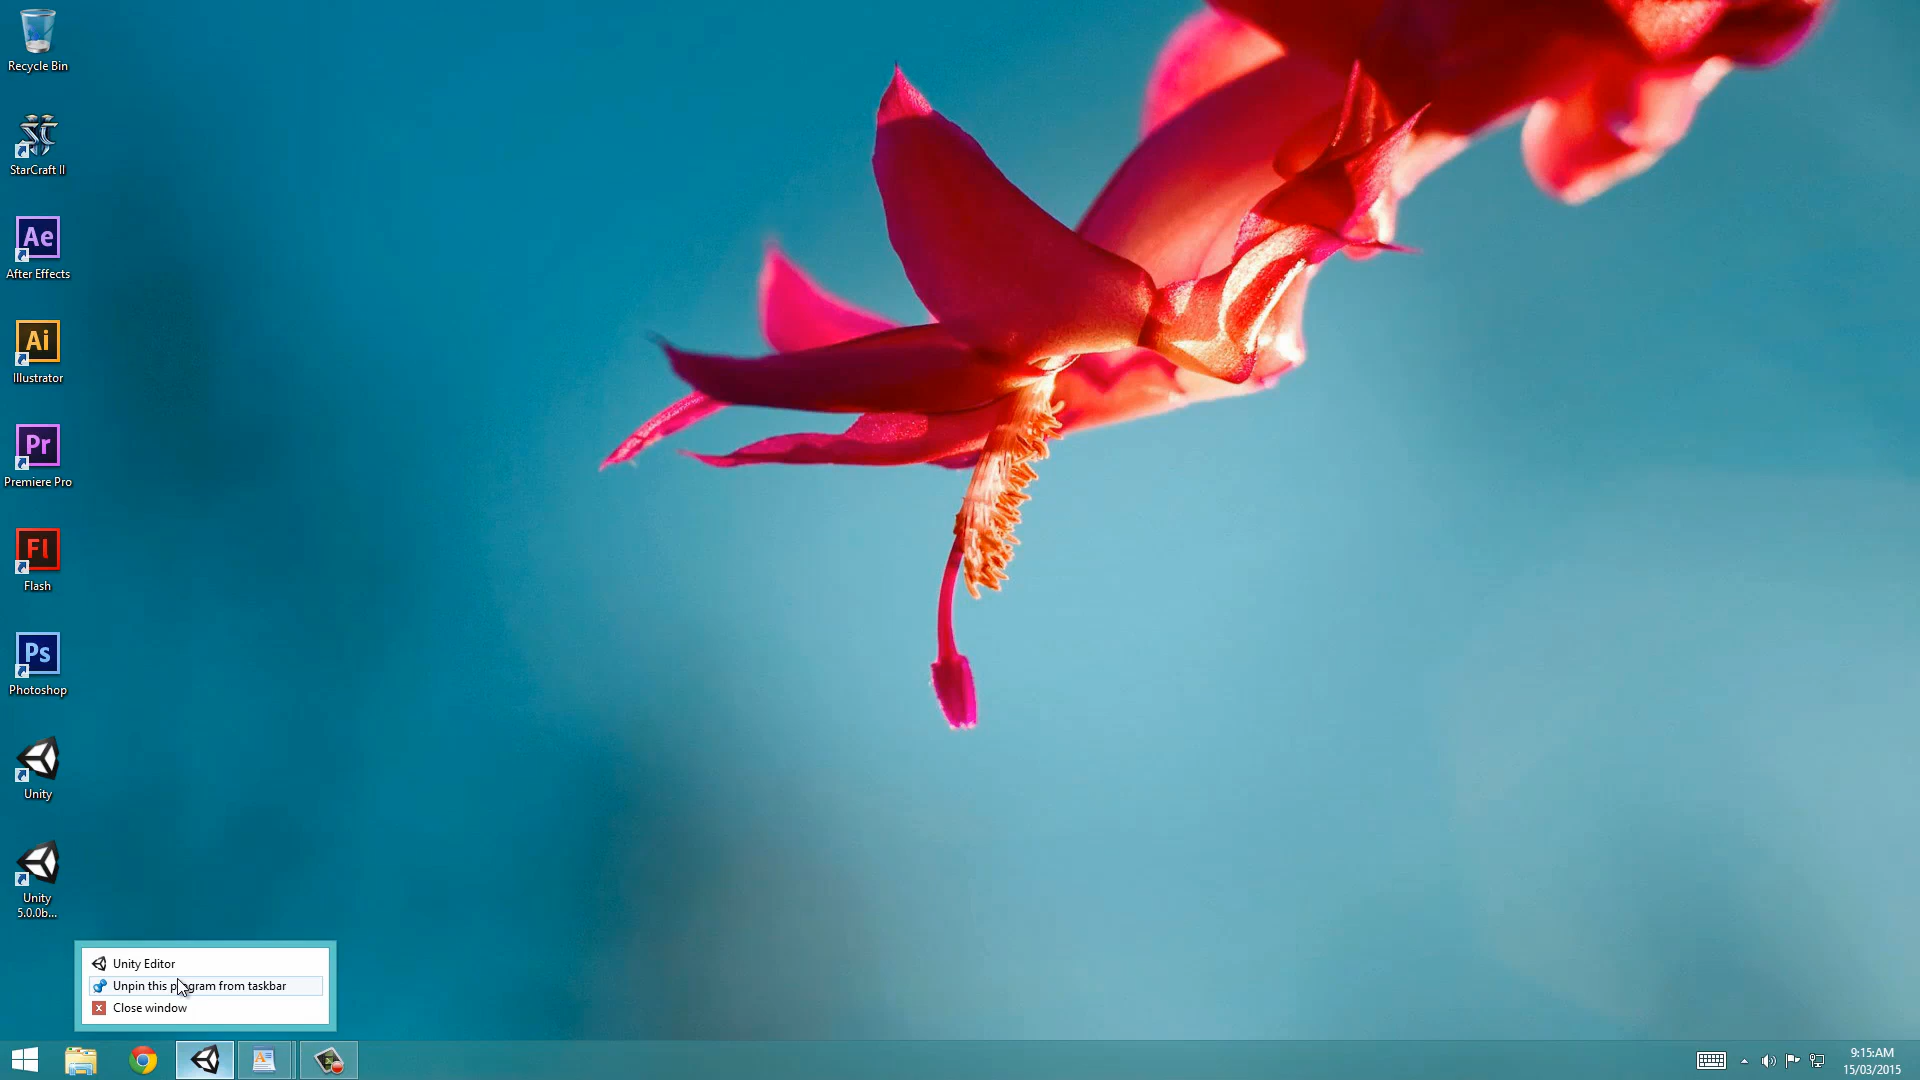 Recycle Bin
StarCraft II
Ae
After Effects
Ai
Illustrator
Pr
Premiere Pro
Fl
Flash
Ps
Photoshop
Unity
Unity
5.0.0b...
Unity Editor
Unpin this program from taskbar
Close window
9:15:AM
15/03/2015